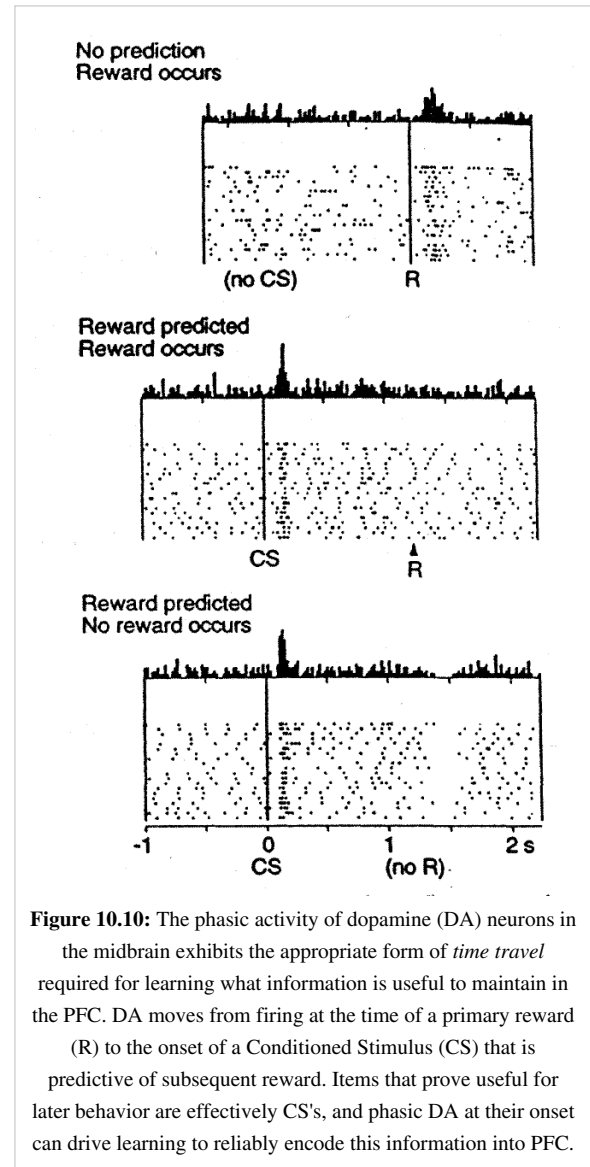 No prediction
Reward occurs
(no CS) R
Reward predicted
Reward occurs
CS R
Reward predicted
No reward occurs
-1 0 1 2 s
CS (no R)
Figure 10.10: The phasic activity of dopamine (DA) neurons in
the midbrain exhibits the appropriate form of time travel
required for learning what information is useful to maintain in
the PFC. DA moves from firing at the time of a primary reward
(R) to the onset of a Conditioned Stimulus (CS) that is
predictive of subsequent reward. Items that prove useful for
later behavior are effectively CS's, and phasic DA at their onset
can drive learning to reliably encode this information into PFC.